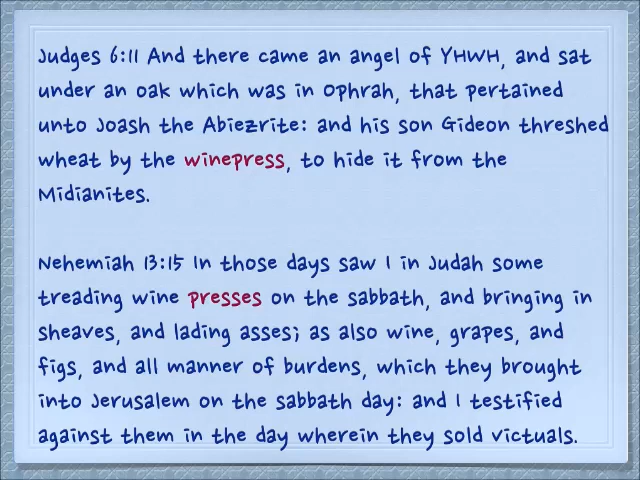 Judges 6:11 And there came an angel of YHWH, and sat
under an oak which was in Ophrah, that pertained
unto Joash the Abiezrite: and his son Gideon threshed
wheat by the winepress, to hide it from the
Midianites.
Nehemiah 13:15 In those days saw I in Judah some
treading wine presses on the sabbath, and bringing in
sheaves, and lading asses; as also wine, grapes, and
figs, and all manner of burdens, which they brought
into Jerusalem on the sabbath day: and I testified
against them in the day wherein they sold victuals.